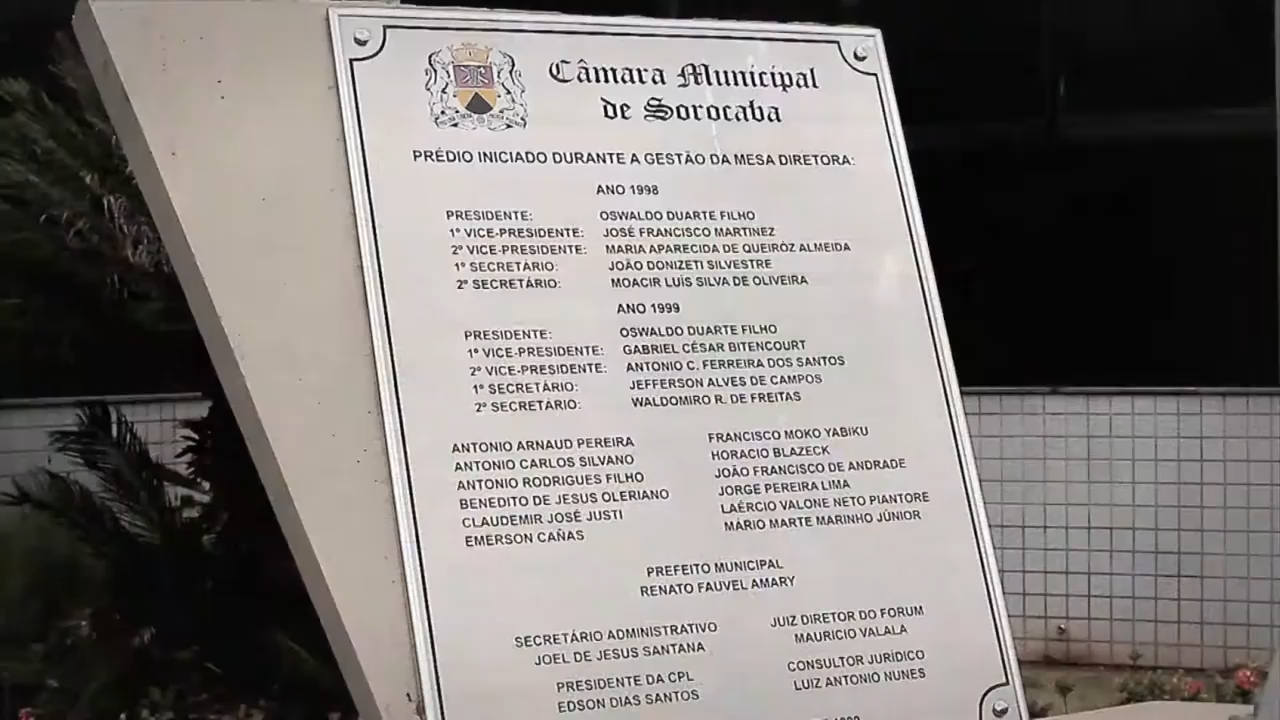 Câmara Municipal
de Sorocaba
PRÉDIO INICIADO DURANTE A GESTÃO DA MESA DIRETORA:
ANO 1998
PRESIDENTE: OSWALDO DUARTE FILHO
1º VICE-PRESIDENTE: JOSÉ FRANCISCO MARTINEZ
2º VICE-PRESIDENTE: MARIA APARECIDA DE QUEIRÓZ ALMEIDA
1º SECRETÁRIO: JOÃO DONIZETI SILVESTRE
2º SECRETÁRIO: MOACIR LUÍS SILVA DE OLIVEIRA
ANO 1999
PRESIDENTE: OSWALDO DUARTE FILHO
1º VICE-PRESIDENTE: GABRIEL CÉSAR BITENCOURT
2º VICE-PRESIDENTE: ANTONIO C. FERREIRA DOS SANTOS
1º SECRETÁRIO: JEFFERSON ALVES DE CAMPOS
2º SECRETÁRIO: WALDOMIRO R. DE FREITAS
ANTONIO ARNAUD PEREIRA
ANTONIO CARLOS SILVANO
ANTONIO RODRIGUES FILHO
BENEDITO DE JESUS OLERIANO
CLAUDEMIR JOSÉ JUSTI
EMERSON CAÑAS
FRANCISCO MOKO YABIKU
HORACIO BLAZECK
JOÃO FRANCISCO DE ANDRADE
JORGE PEREIRA LIMA
LAÉRCIO VALONE NETO PIANTORE
MÁRIO MARTE MARINHO JÚNIOR
PREFEITO MUNICIPAL
RENATO FAUVEL AMARY
SECRETÁRIO ADMINISTRATIVO
JOEL DE JESUS SANTANA
JUIZ DIRETOR DO FORUM
MAURICIO VALALA
PRESIDENTE DA CPL
EDSON DIAS SANTOS
CONSULTOR JURÍDICO
LUIZ ANTONIO NUNES